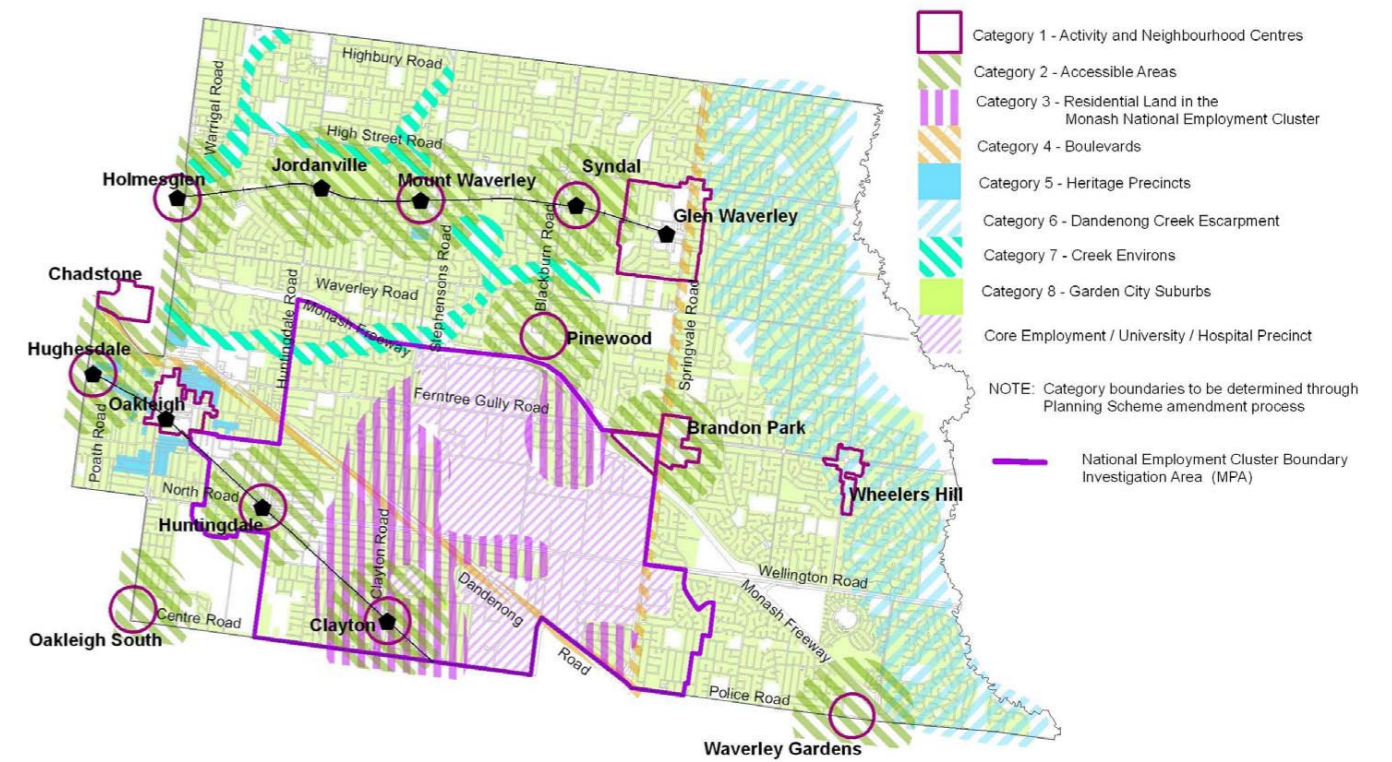 Highbury Road
Warrigal Road
High Street Road
Jordanville
Syndal
Holmesglen
Mount Waverley
Glen Waverley
Blackburn Road
Stephensons Road
Chadstone
Waverley Road
Huntingdale Road
Monash Freeway
Springvale Road
Pinewood
Hughesdale
Ferntree Gully Road
Oakleigh
Brandon Park
Poath Road
North Road
Wheelers Hill
Huntingdale
Clayton Road
Wellington Road
Dandenong
Road
Monash Freeway
Centre Road
Clayton
Oakleigh South
Police Road
Waverley Gardens
Category 1 - Activity and Neighbourhood Centres
Category 2 - Accessible Areas
Category 3 - Residential Land in the
Monash National Employment Cluster
Category 4 - Boulevards
Category 5 - Heritage Precincts
Category 6 - Dandenong Creek Escarpment
Category 7 - Creek Environs
Category 8 - Garden City Suburbs
Core Employment / University / Hospital Precinct
NOTE: Category boundaries to be determined through
Planning Scheme amendment process
National Employment Cluster Boundary
Investigation Area (MPA)